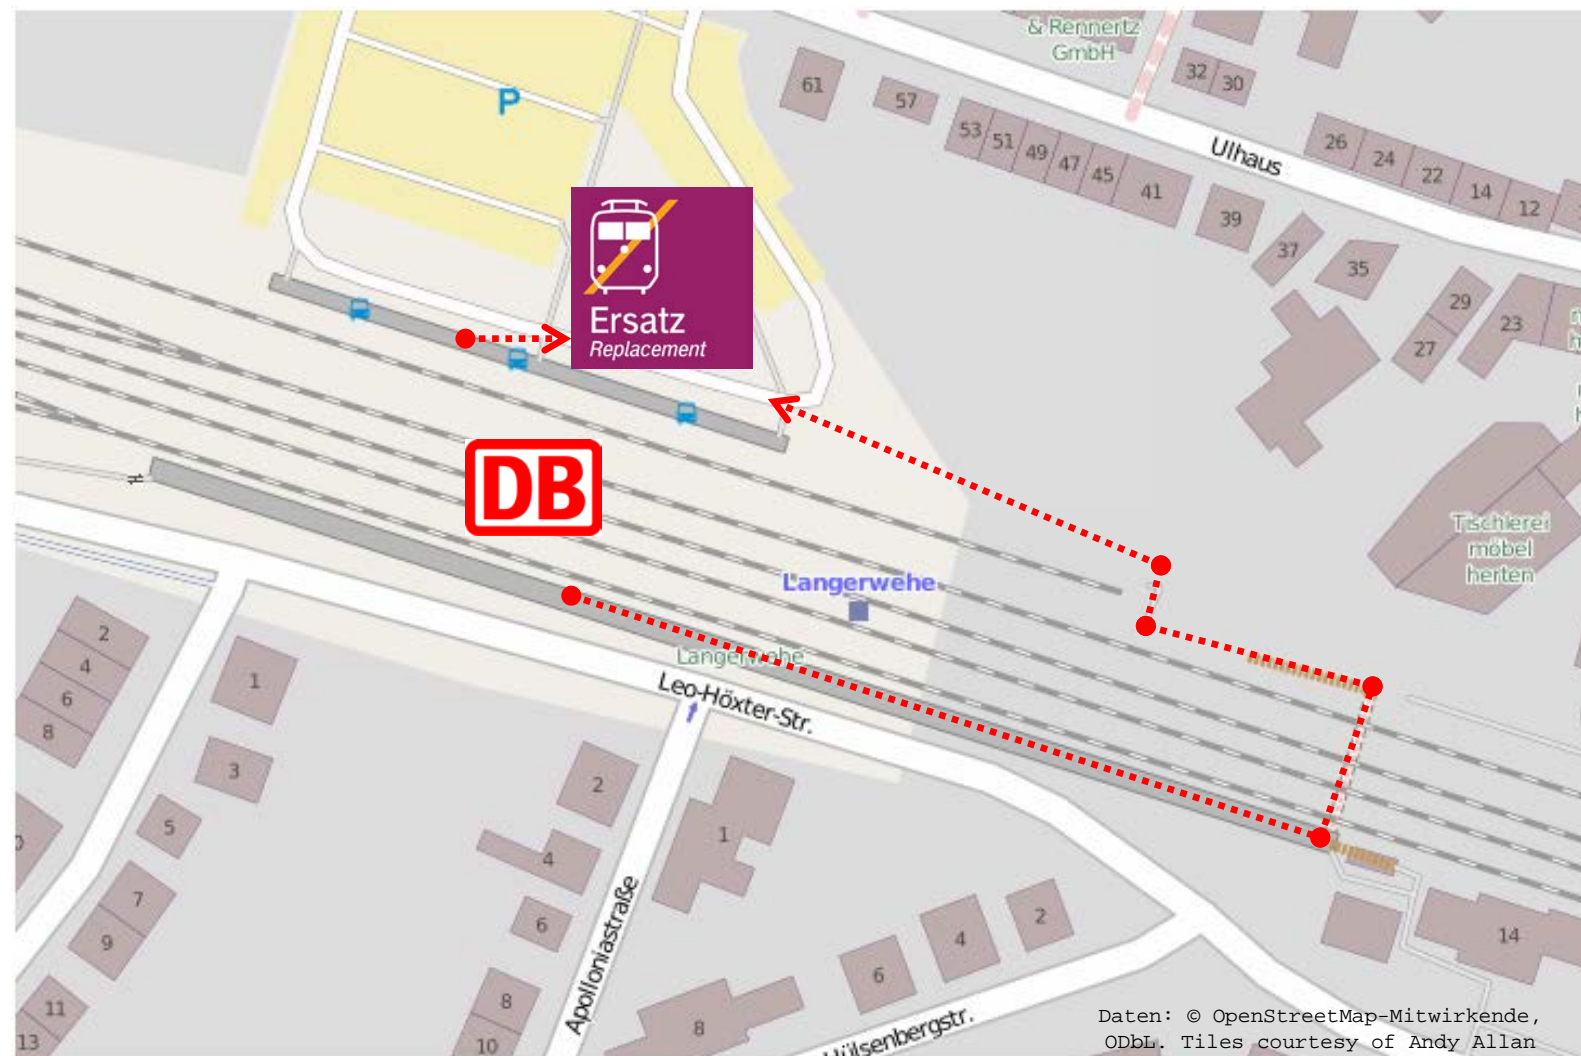 & Rennertz
GmbH
61
57
32
30
53
51
49
47
45
41
Ulhaus
26
24
22
14
12
39
37
35
29
27
23
P
Ersatz
Replacement
DB
Langerwehe
Langerwehe
Leo-Höxter-Str.
Tischlerei
möbel
herten
2
4
6
8
1
3
5
7
9
11
13
2
4
6
8
10
1
Apolloniastraße
8
6
4
2
14
Hülsenbergstr.
Daten: © OpenStreetMap-Mitwirkende,
ODbL. Tiles courtesy of Andy Allan